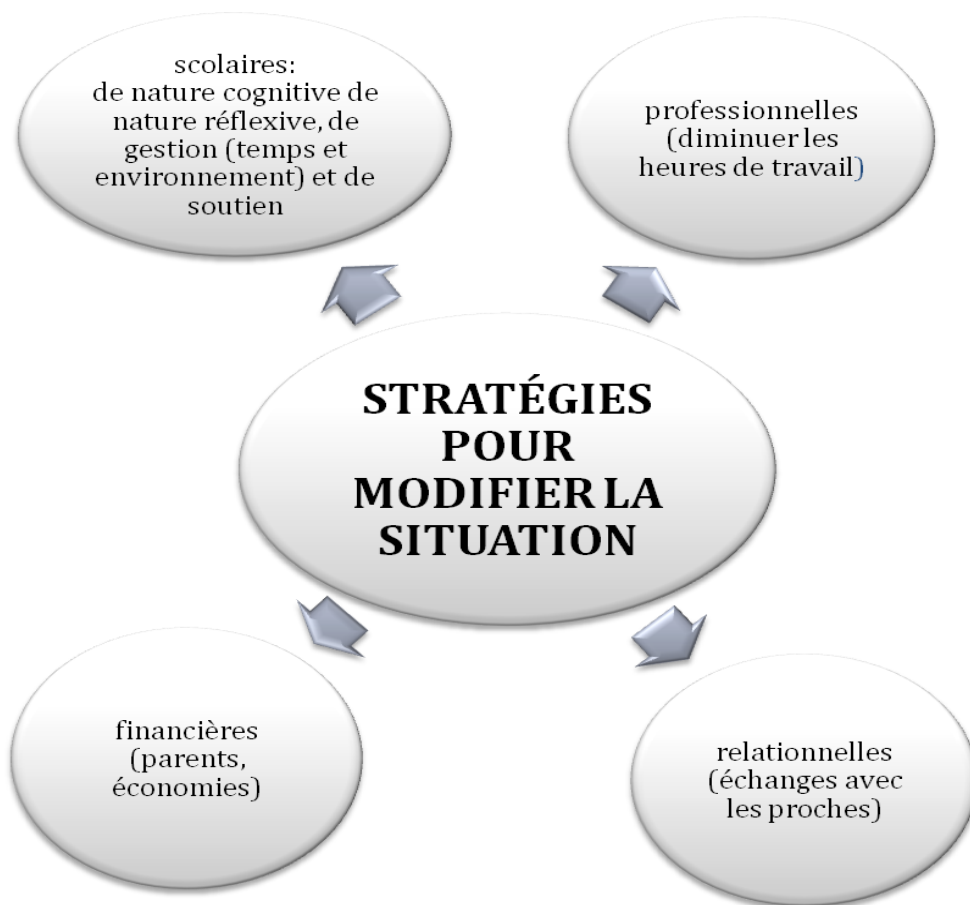 scolaires:
de nature cognitive de
nature réflexive, de
gestion (temps et
environnement) et de
soutien
professionnelles
(diminuer les
heures de travail)
STRATÉGIES
POUR
MODIFIER LA
SITUATION
financières
(parents,
économies)
relationnelles
(échanges avec
les proches)